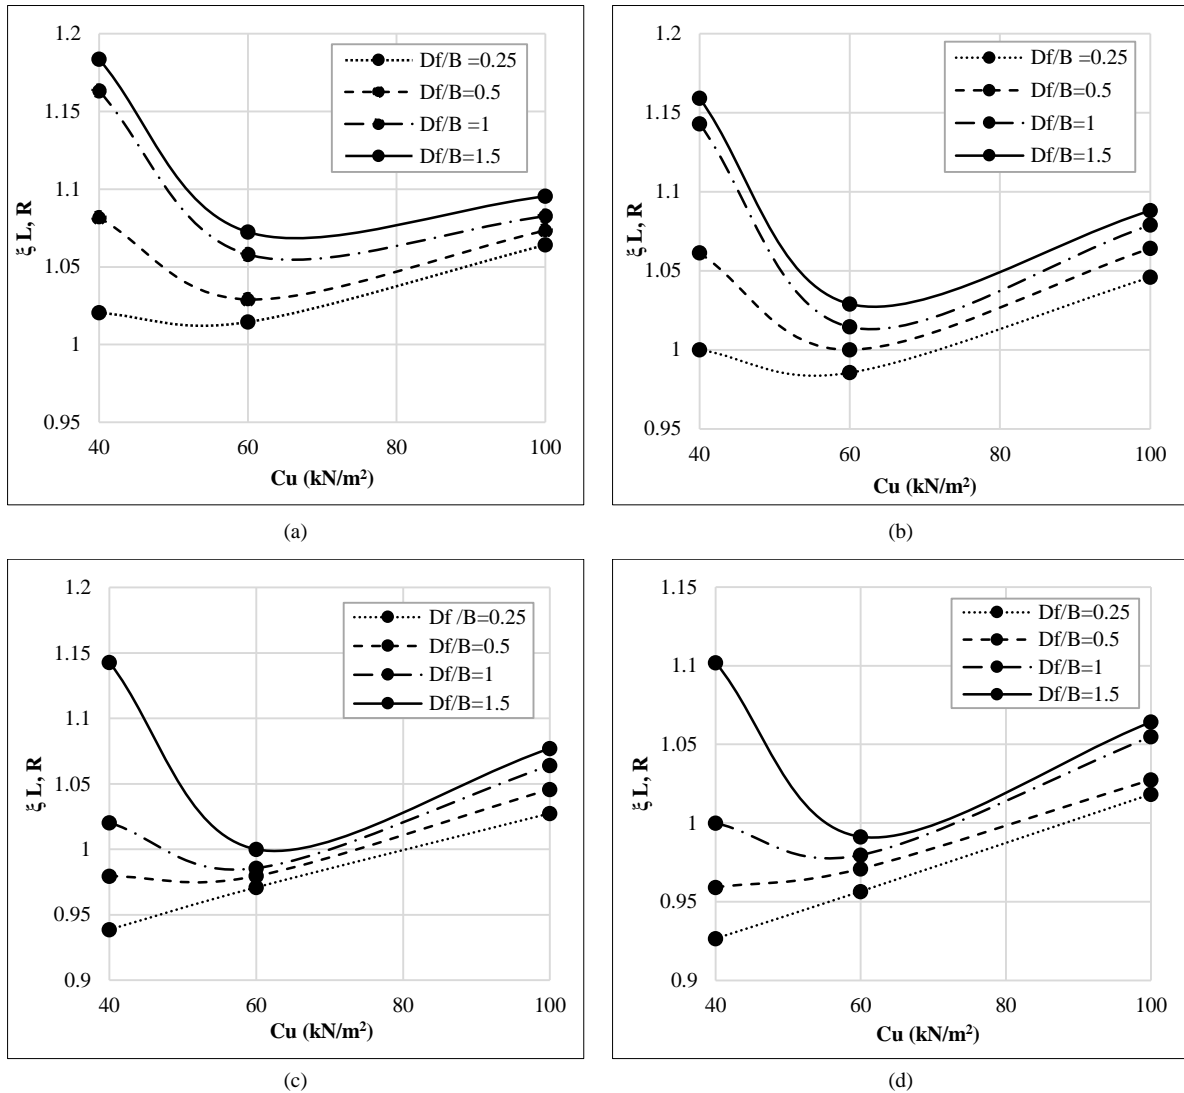 1.2
1.15
1.1
1.05
1
0.95
ξ L, R
40
60
80
100
Cu (kN/m²)
Df/B =0.25
Df/B=0.5
Df/B =1
Df/B=1.5
(a)
1.2
1.15
1.1
1.05
1
0.95
ξ L, R
40
60
80
100
Cu (kN/m²)
Df/B =0.25
Df/B=0.5
Df/B=1
Df/B=1.5
(b)
1.2
1.15
1.1
1.05
1
0.95
0.9
ξ L, R
40
60
80
100
Cu (kN/m²)
Df /B=0.25
Df/B=0.5
Df/B=1
Df/B=1.5
(c)
1.15
1.1
1.05
1
0.95
0.9
ξ L, R
40
60
80
100
Cu (kN/m²)
Df/B=0.25
Df/B=0.5
Df/B=1
Df/B=1.5
(d)